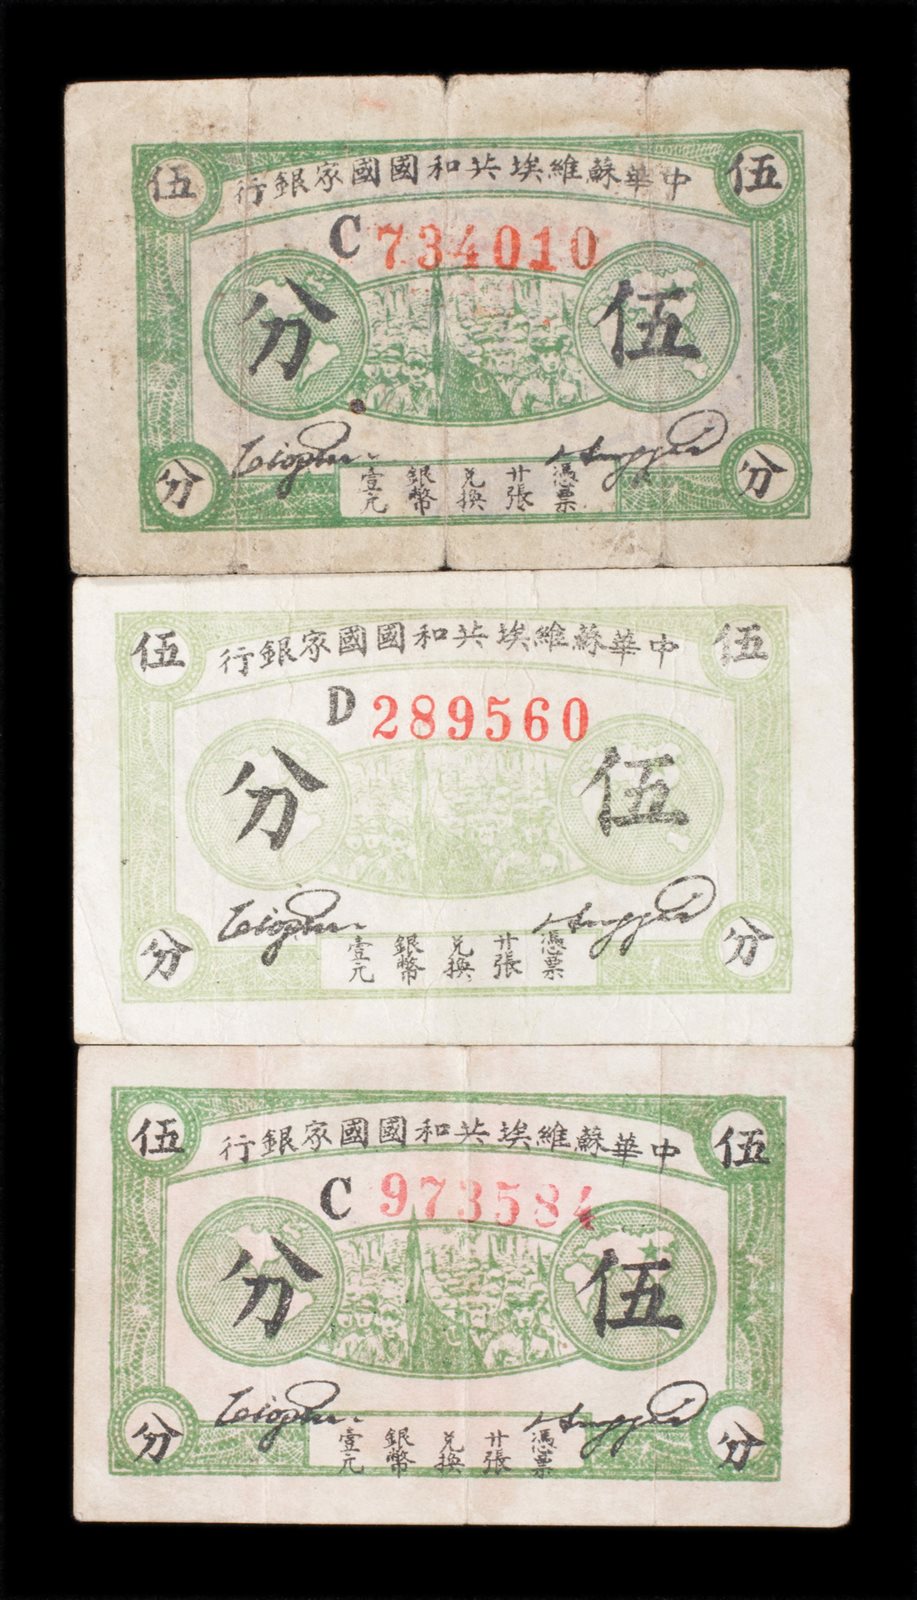 中華蘇維埃共和國國家銀行
伍
伍
C 734010
伍分
分
分
憑票廿張兌換銀幣壹元
中華蘇維埃共和國國家銀行
伍
伍
D 289560
伍分
分
分
憑票廿張兌換銀幣壹元
中華蘇維埃共和國國家銀行
伍
伍
C 973584
伍分
分
分
憑票廿張兌換銀幣壹元